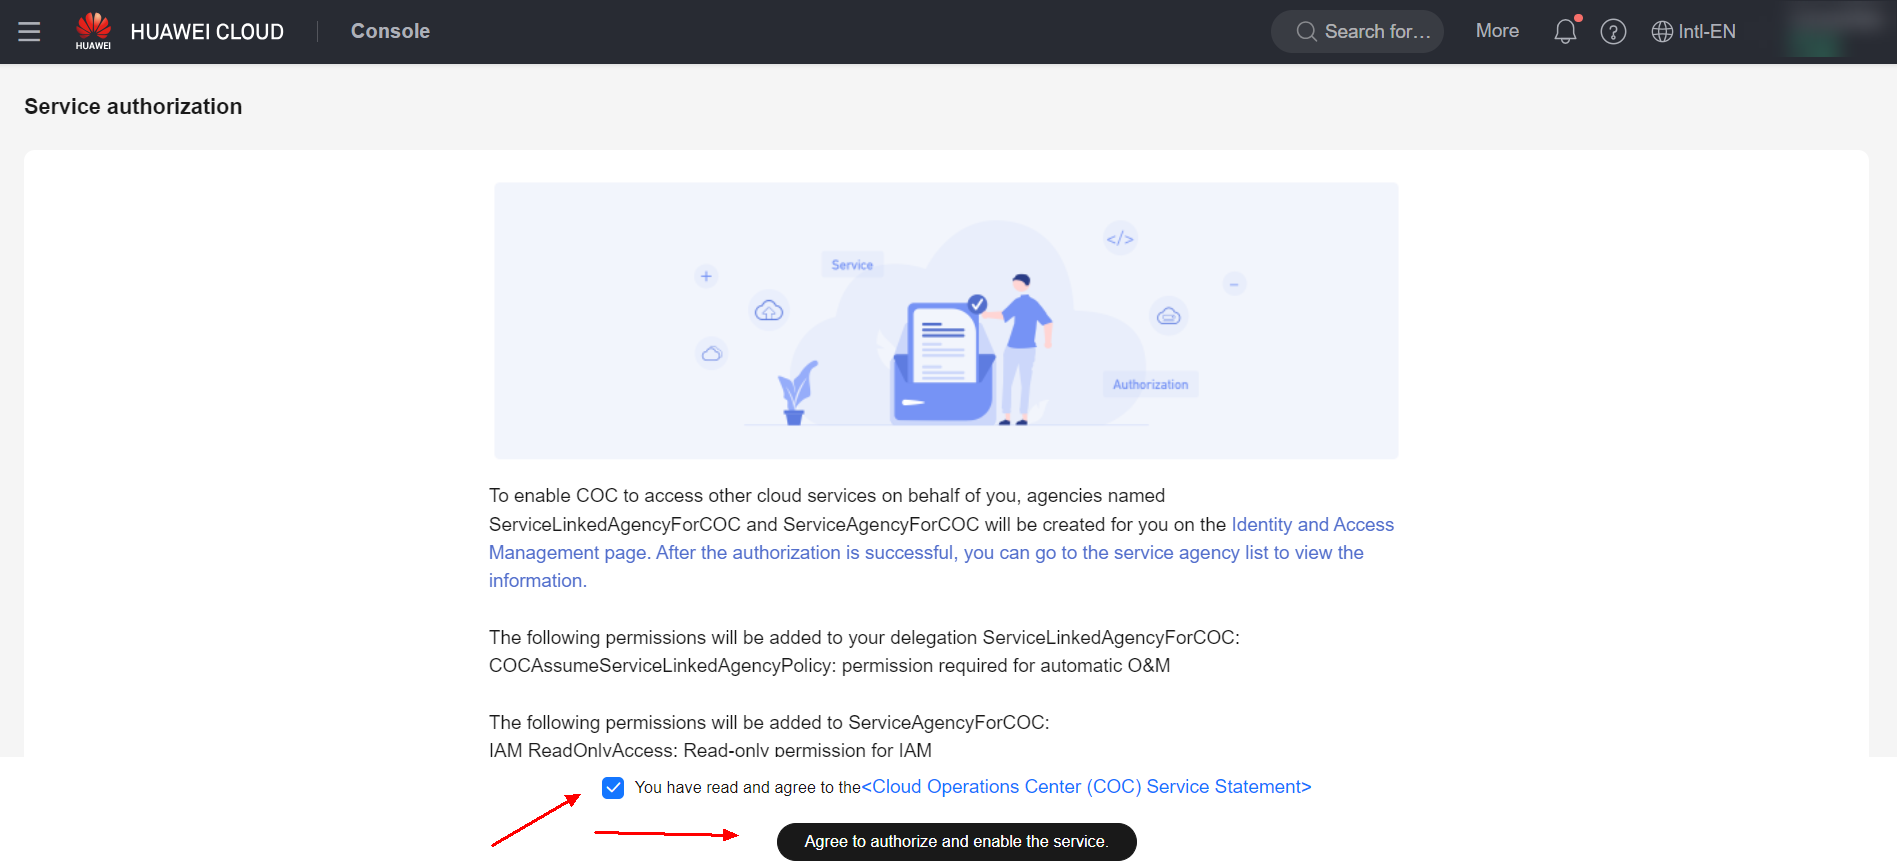 HUAWEI
HUAWEI CLOUD
Console
Search for...
More
Intl-EN
Service authorization
Service
</>
Authorization
To enable COC to access other cloud services on behalf of you, agencies named
ServiceLinkedAgencyForCOC and ServiceAgencyForCOC will be created for you on the Identity and Access
Management page. After the authorization is successful, you can go to the service agency list to view the
information.
The following permissions will be added to your delegation ServiceLinkedAgencyForCOC:
COCAssumeServiceLinkedAgencyPolicy: permission required for automatic O&M
The following permissions will be added to ServiceAgencyForCOC:
IAM ReadOnlyAccess: Read-only permission for IAM
You have read and agree to the<Cloud Operations Center (COC) Service Statement>
Agree to authorize and enable the service.